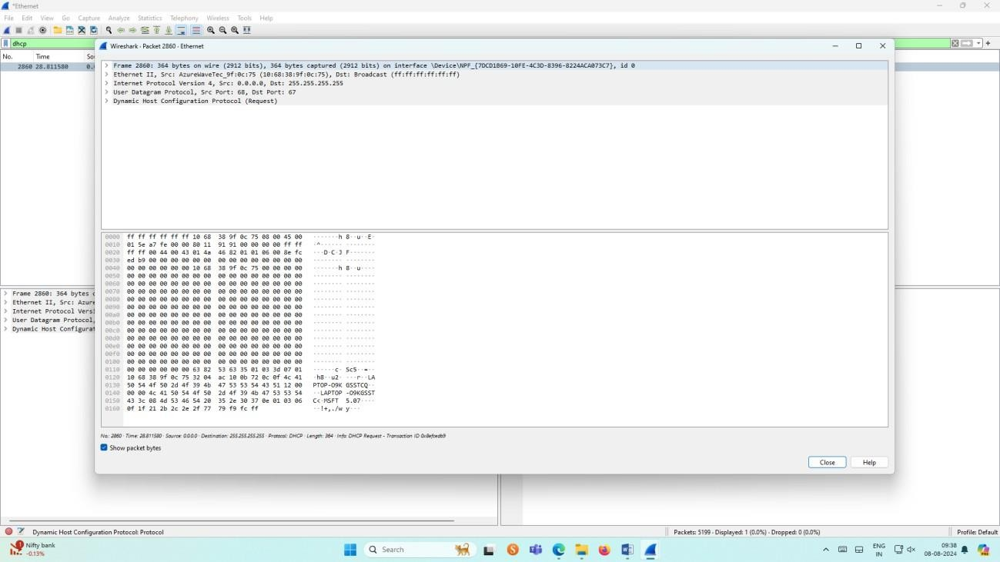 *Ethernet
File Edit View Go Capture Analyze Statistics Telephony Wireless Tools Help
dhcp
No. Time
2860 28.811580
Wireshark · Packet 2860 · Ethernet
Frame 2860: 364 bytes on wire (2912 bits), 364 bytes captured (2912 bits) on interface \Device\NPF_{7DCD1B69-10FE-4C3D-8396-8224ACA073C7}, id 0
Ethernet II, Src: AzureWaveTec_9f:0c:75 (10:68:38:9f:0c:75), Dst: Broadcast (ff:ff:ff:ff:ff:ff)
Internet Protocol Version 4, Src: 0.0.0.0, Dst: 255.255.255.255
User Datagram Protocol, Src Port: 68, Dst Port: 67
Dynamic Host Configuration Protocol (Request)
0000 ff ff ff ff ff ff 10 68 38 9f 0c 75 08 00 45 00 ·······h 8··u··E·
0010 01 5e a7 fe 00 00 80 11 91 91 00 00 00 00 ff ff ·^······ ········
0020 ff ff 00 44 00 43 01 4a 46 82 01 01 06 00 8e fc ···D·C·J F·······
0030 ed b9 00 00 00 00 00 00 00 00 00 00 00 00 00 00 ········ ········
0040 00 00 00 00 00 00 10 68 38 9f 0c 75 00 00 00 00 ·······h 8··u····
0050 00 00 00 00 00 00 00 00 00 00 00 00 00 00 00 00 ········ ········
0060 00 00 00 00 00 00 00 00 00 00 00 00 00 00 00 00 ········ ········
0070 00 00 00 00 00 00 00 00 00 00 00 00 00 00 00 00 ········ ········
0080 00 00 00 00 00 00 00 00 00 00 00 00 00 00 00 00 ········ ········
0090 00 00 00 00 00 00 00 00 00 00 00 00 00 00 00 00 ········ ········
00a0 00 00 00 00 00 00 00 00 00 00 00 00 00 00 00 00 ········ ········
00b0 00 00 00 00 00 00 00 00 00 00 00 00 00 00 00 00 ········ ········
00c0 00 00 00 00 00 00 00 00 00 00 00 00 00 00 00 00 ········ ········
00d0 00 00 00 00 00 00 00 00 00 00 00 00 00 00 00 00 ········ ········
00e0 00 00 00 00 00 00 00 00 00 00 00 00 00 00 00 00 ········ ········
00f0 00 00 00 00 00 00 00 00 00 00 00 00 00 00 00 00 ········ ········
0100 00 00 00 00 00 00 00 00 00 00 00 00 00 00 00 00 ········ ········
0110 00 00 00 00 00 00 63 82 53 63 35 01 03 3d 07 01 ······c· Sc5··=··
0120 10 68 38 9f 0c 75 32 04 ac 10 0b 72 0c 0f 4c 41 ·h8··u2· ···r··LA
0130 50 54 4f 50 2d 4f 39 4b 47 53 53 54 43 51 12 00 PTOP-O9K GSSTCQ··
0140 00 00 4c 41 50 54 4f 50 2d 4f 39 4b 47 53 53 54 ··LAPTOP -O9KGSST
0150 43 3c 08 4d 53 46 54 20 35 2e 30 37 0e 01 03 06 C<·MSFT 5.07····
0160 0f 1f 21 2b 2c 2e 2f 77 79 f9 fc ff ··!+,./w y···
No.: 2860 · Time: 28.811580 · Source: 0.0.0.0 · Destination: 255.255.255.255 · Protocol: DHCP · Length: 364 · Info: DHCP Request - Transaction ID 0x8efcedb9
Show packet bytes
Close Help
Frame 2860: 364 bytes
Ethernet II, Src: Azure
Internet Protocol Vers
User Datagram Protocol,
Dynamic Host Configurat
Dynamic Host Configuration Protocol: Protocol
Packets: 5199 · Displayed: 1 (0.0%) · Dropped: 0 (0.0%)
Profile: Default
1
Nifty bank
-0.13%
Search
ENG
IN
09:38
08-08-2024